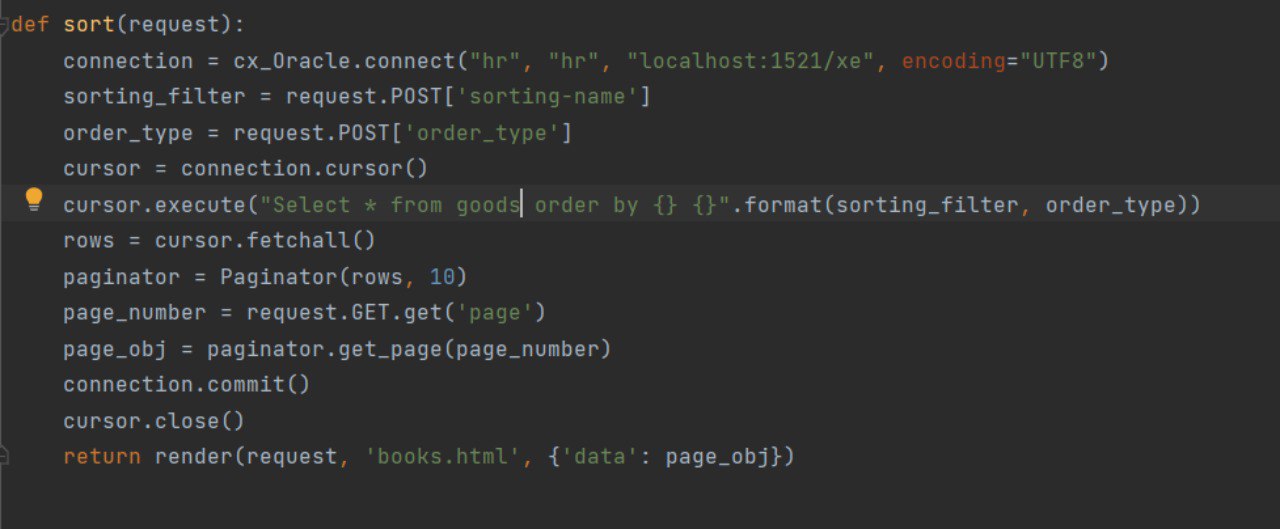 def sort(request):
    connection = cx_Oracle.connect("hr", "hr", "localhost:1521/xe", encoding="UTF8")
    sorting_filter = request.POST['sorting-name']
    order_type = request.POST['order_type']
    cursor = connection.cursor()
    cursor.execute("Select * from goods order by {} {}".format(sorting_filter, order_type))
    rows = cursor.fetchall()
    paginator = Paginator(rows, 10)
    page_number = request.GET.get('page')
    page_obj = paginator.get_page(page_number)
    connection.commit()
    cursor.close()
    return render(request, 'books.html', {'data': page_obj})